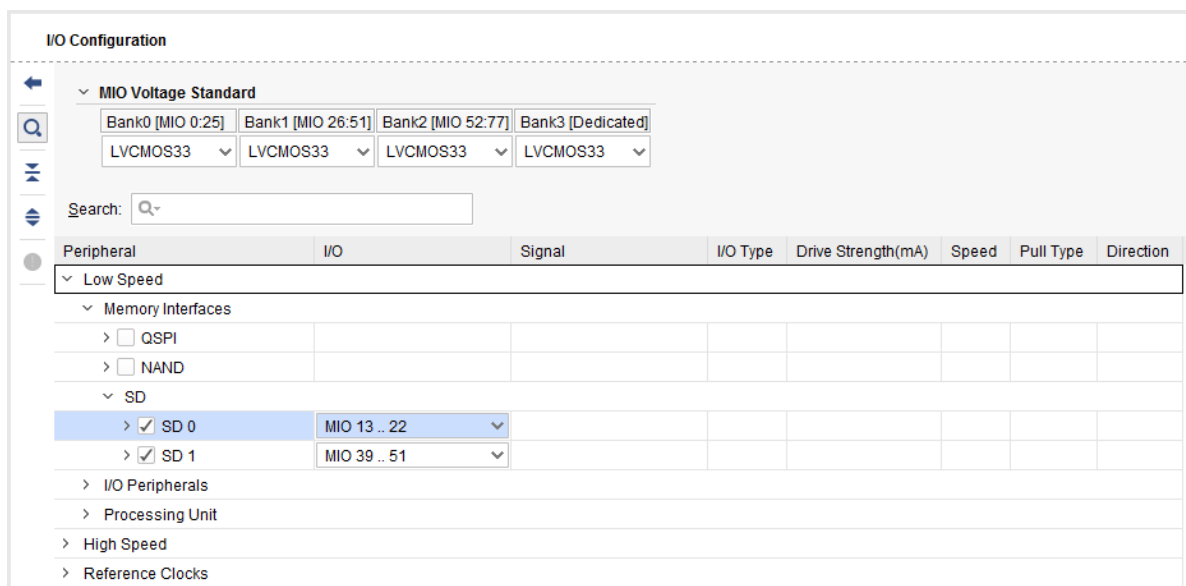 I/O Configuration
MIO Voltage Standard
Bank0 [MIO 0:25] Bank1 [MIO 26:51] Bank2 [MIO 52:77] Bank3 [Dedicated]
LVCMOS33 LVCMOS33 LVCMOS33 LVCMOS33
Search:
Peripheral I/O Signal I/O Type Drive Strength(mA) Speed Pull Type Direction
Low Speed
Memory Interfaces
QSPI
NAND
SD
SD 0 MIO 13 .. 22
SD 1 MIO 39 .. 51
I/O Peripherals
Processing Unit
High Speed
Reference Clocks